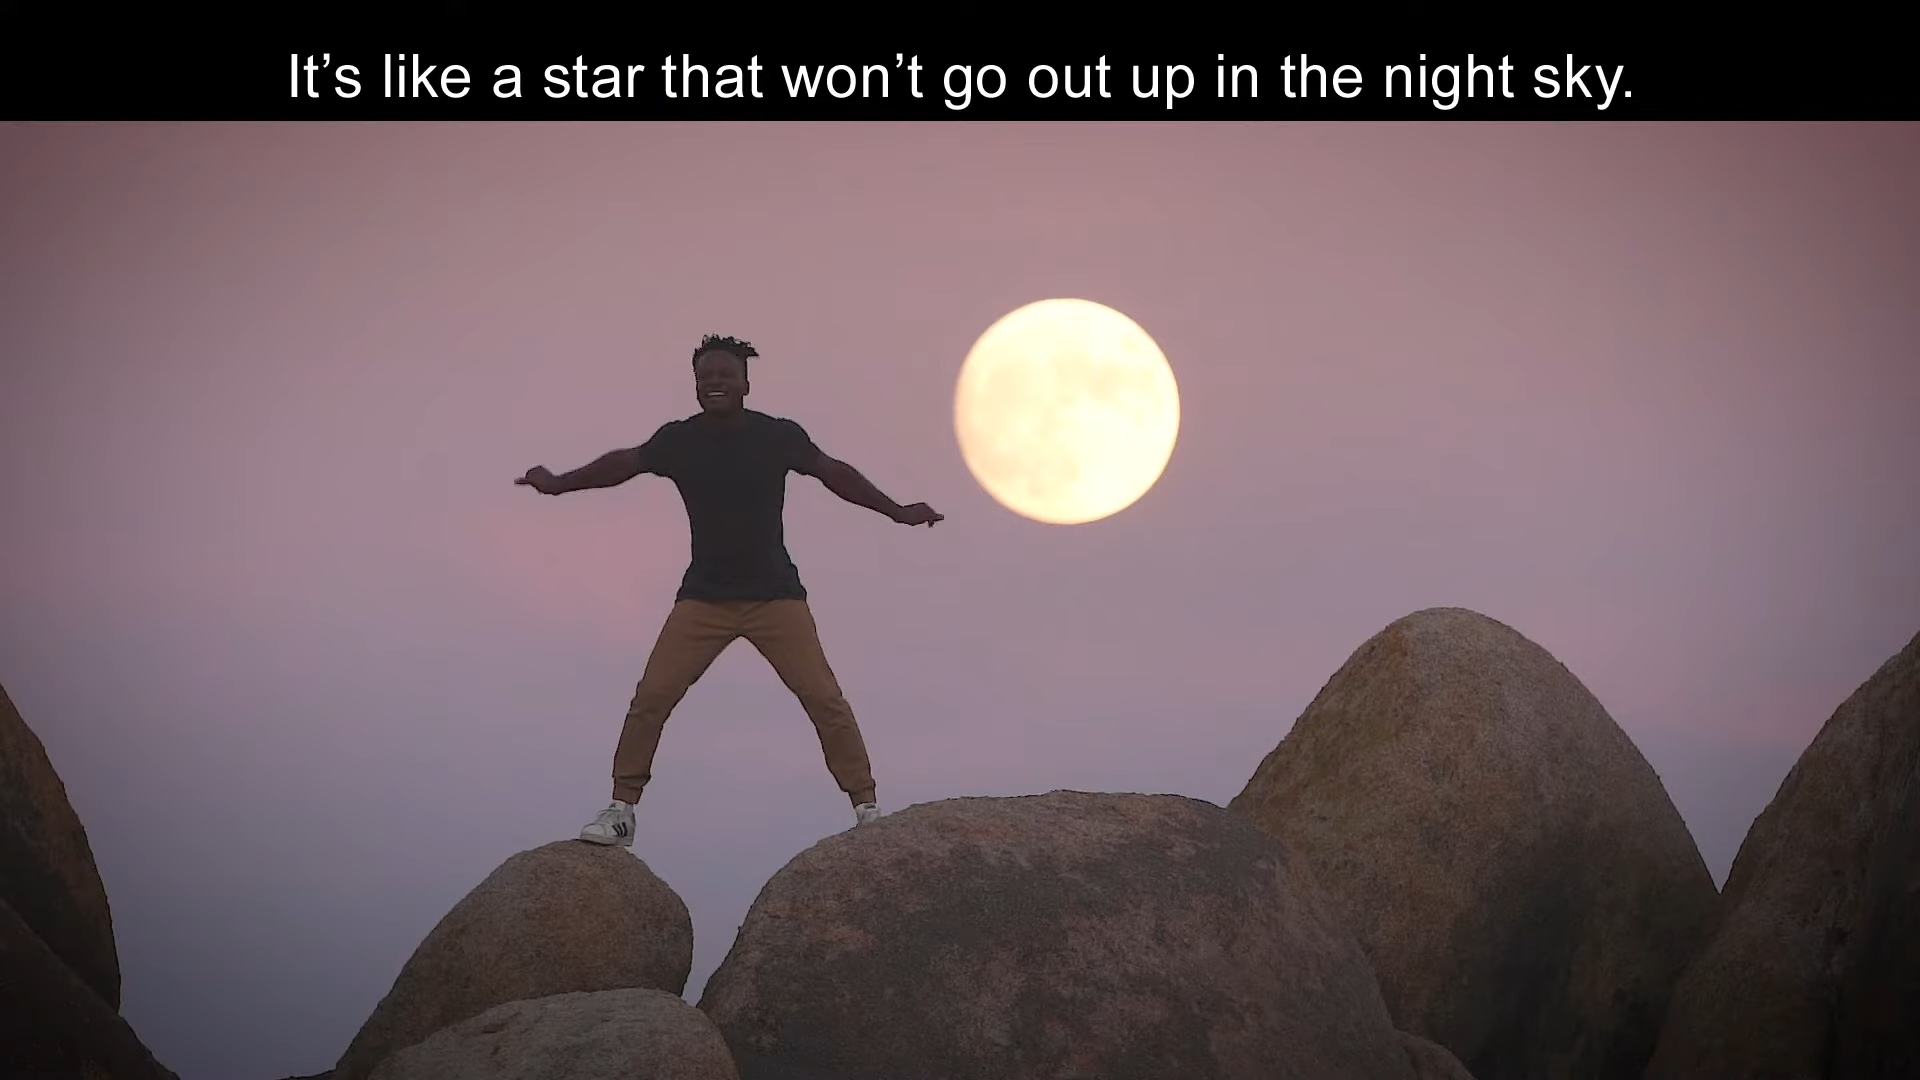 It’s like a star that won’t go out up in the night sky.